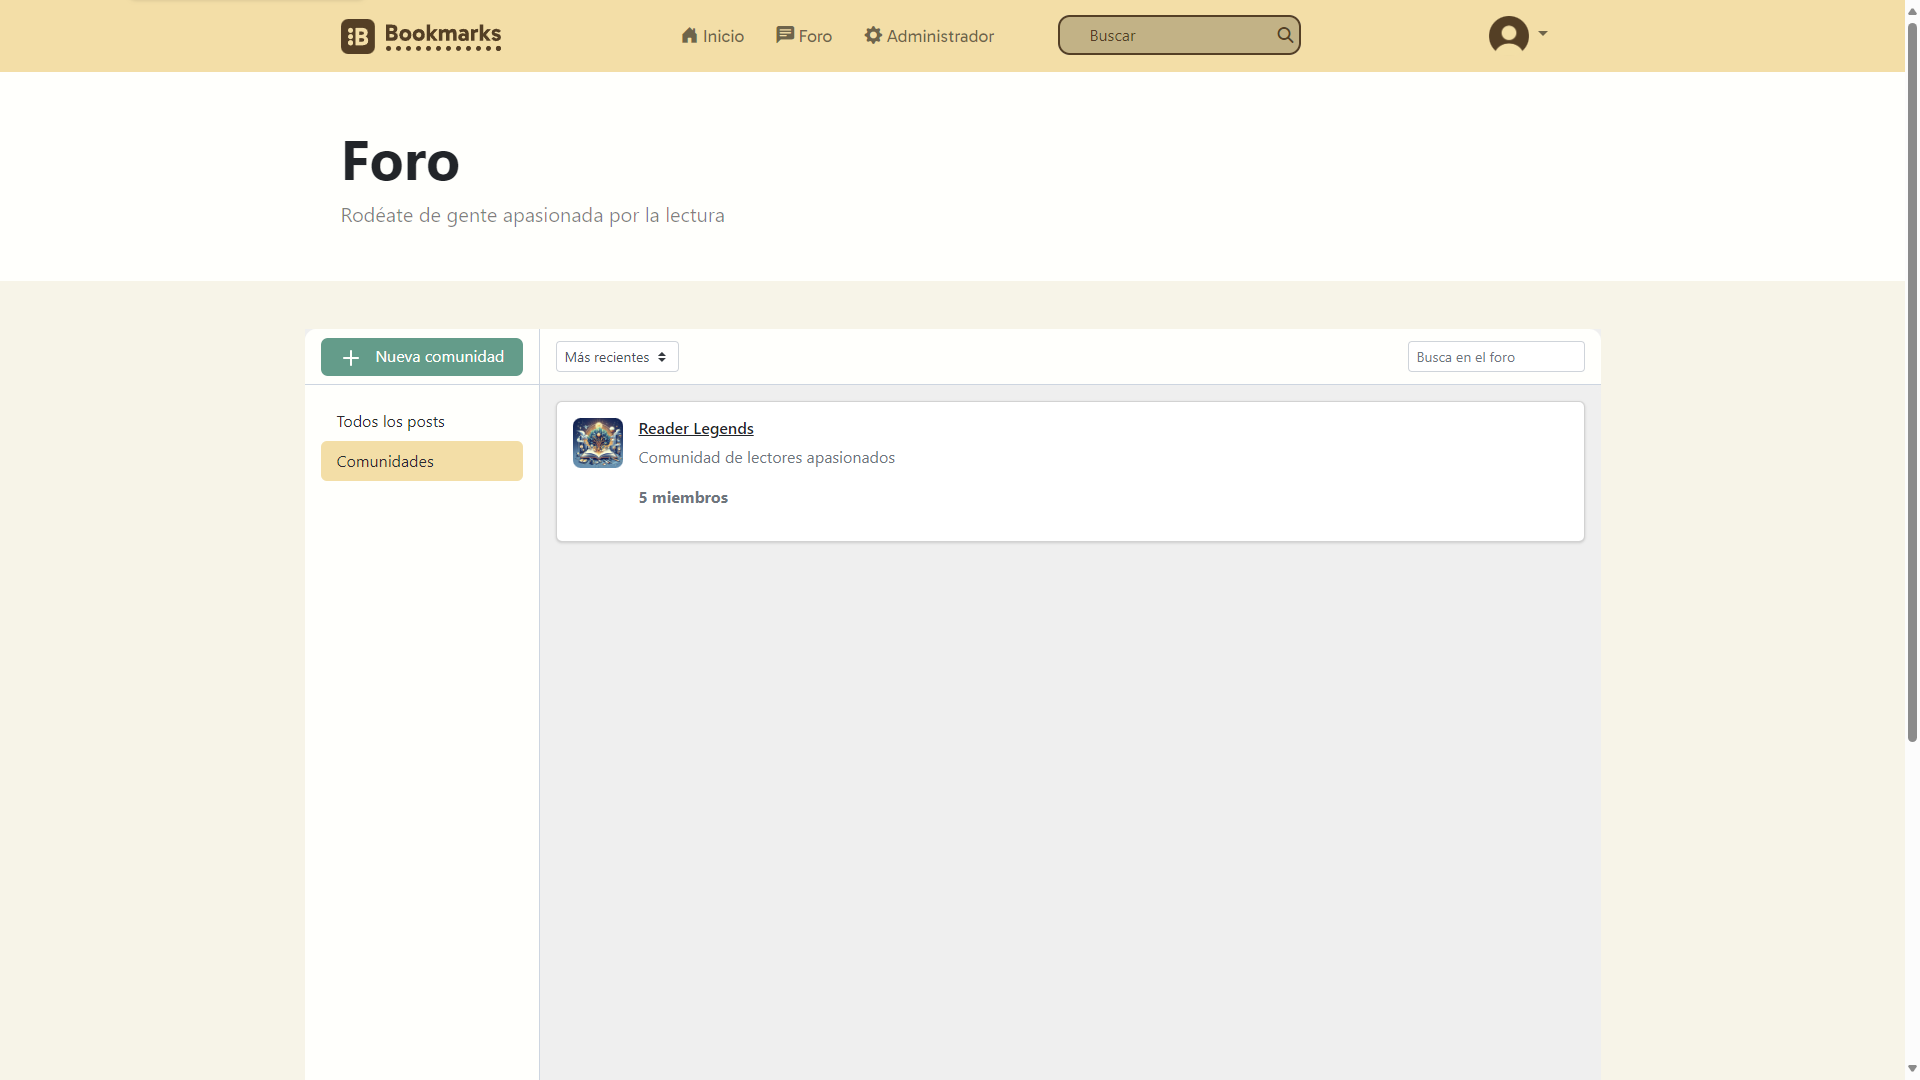 Bookmarks
Inicio
Foro
Administrador
Buscar
Foro
Rodéate de gente apasionada por la lectura
Nueva comunidad
Más recientes
Busca en el foro
Todos los posts
Comunidades
Reader Legends
Comunidad de lectores apasionados
5 miembros